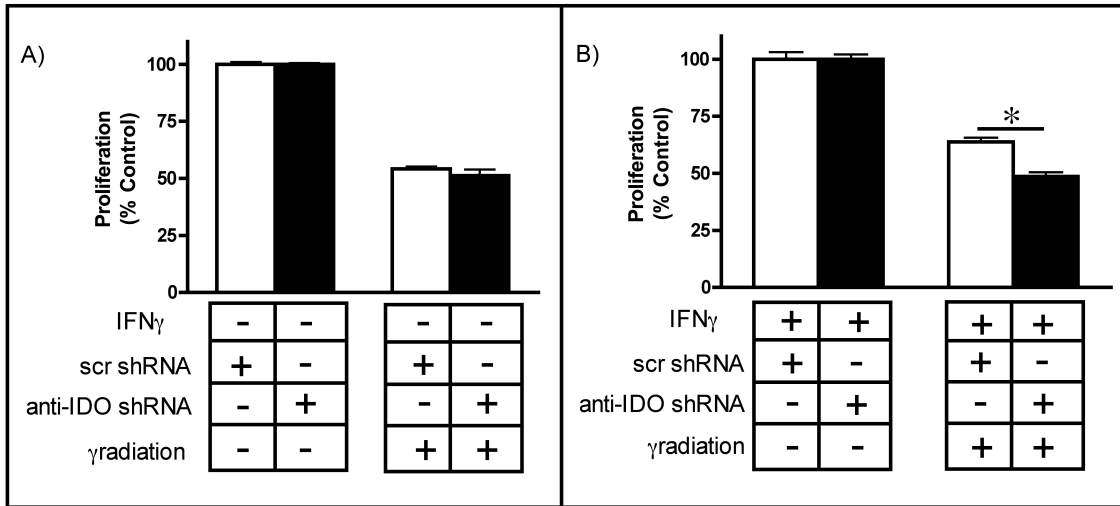 A)
Proliferation
(% Control)
100
75
50
25
0
IFNγ - - - -
scr shRNA + - + -
anti-IDO shRNA - + - +
γradiation - - + +
B)
Proliferation
(% Control)
100
75
50
25
0
*
IFNγ + + + +
scr shRNA + - + -
anti-IDO shRNA - + - +
γradiation - - + +